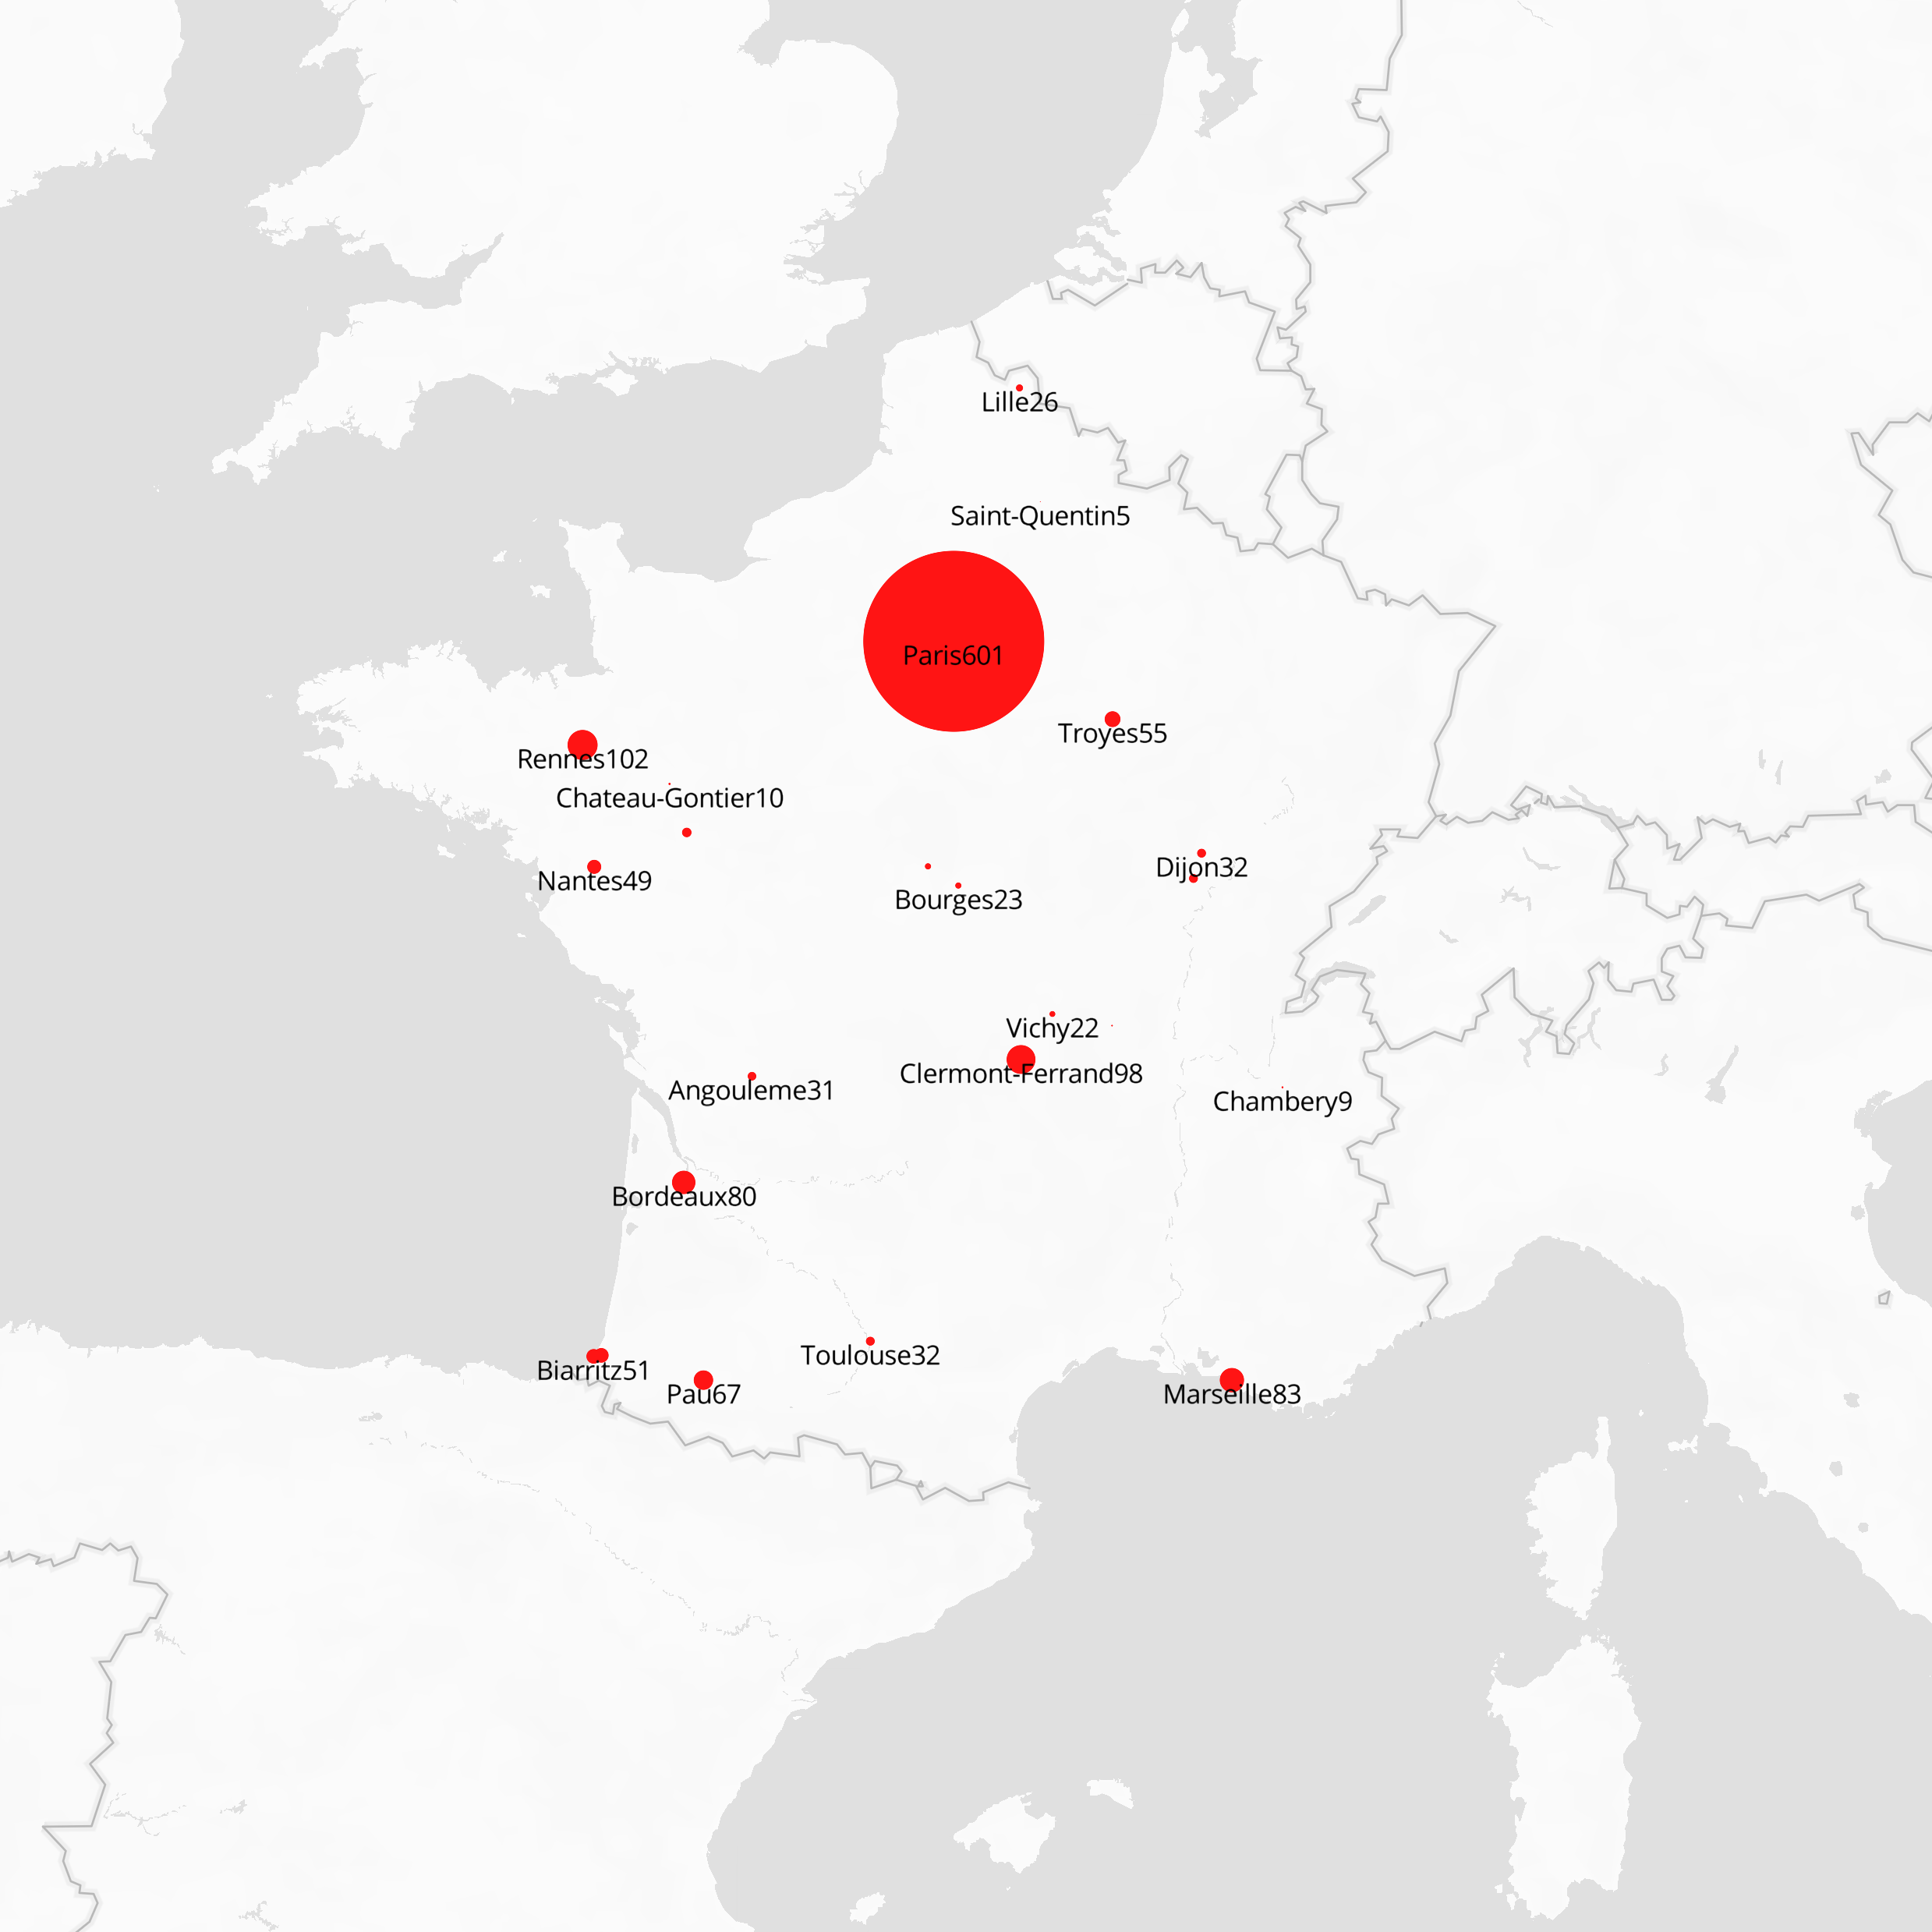 Lille26
Saint-Quentin5
Paris601
Troyes55
Rennes102
Chateau-Gontier10
Dijon32
Nantes49
Bourges23
Vichy22
Clermont-Ferrand98
Angouleme31
Chambery9
Bordeaux80
Toulouse32
Biarritz51
Pau67
Marseille83